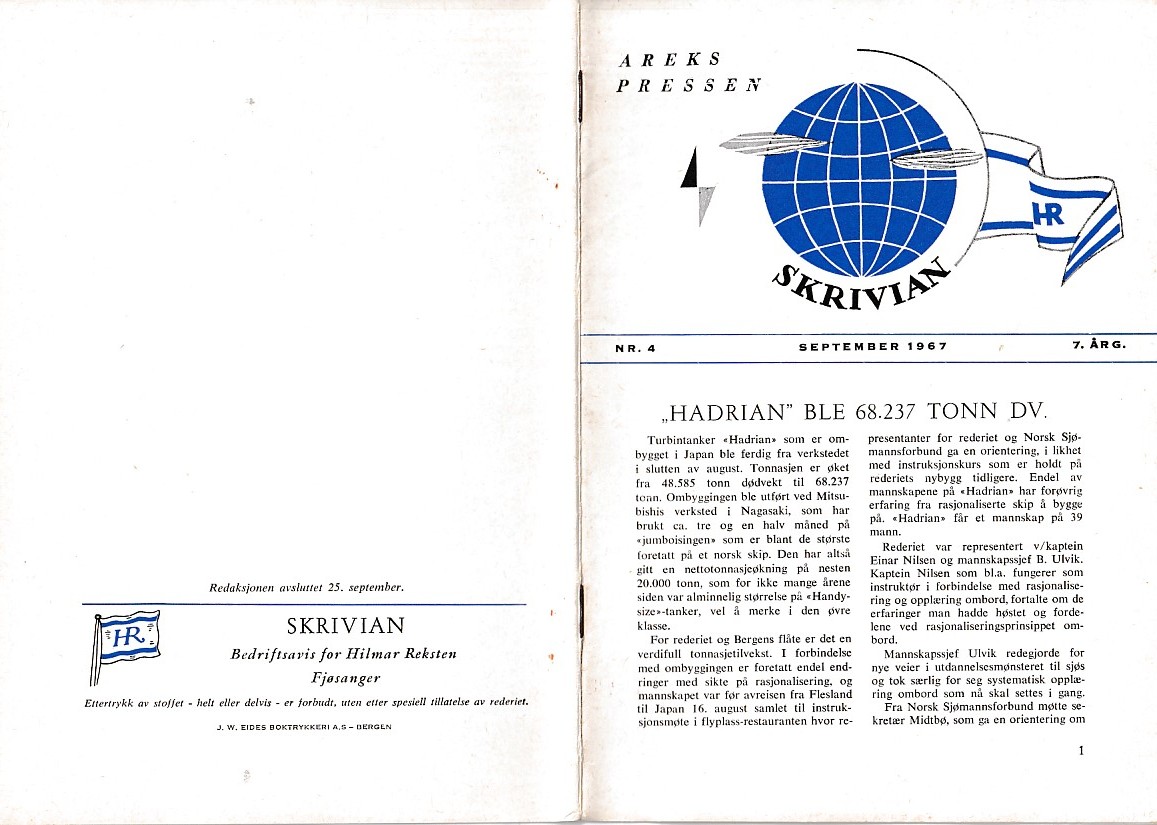 Redaksjonen avsluttet 25. september.
HR
SKRIVIAN
Bedriftsavis for Hilmar Reksten
Fjøsanger
Ettertrykk av stoffet - helt eller delvis - er forbudt, uten etter spesiell tillatelse av rederiet.
J. W. EIDES BOKTRYKKERI A.S – BERGEN
AREKS
PRESSEN
HR
SKRIVIAN
NR. 4 SEPTEMBER 1967 7. ÅRG.
„HADRIAN” BLE 68.237 TONN DV.
Turbintanker «Hadrian» som er om-
bygget i Japan ble ferdig fra verkstedet
i slutten av august. Tonnasjen er øket
fra 48.585 tonn dødvekt til 68.237
tonn. Ombyggingen ble utført ved Mitsu-
bishis verksted i Nagasaki, som har
brukt ca. tre og en halv måned på
«jumboisingen» som er blant de største
foretatt på et norsk skip. Den har altså
gitt en nettotonnasjeøkning på nesten
20.000 tonn, som for ikke mange årene
siden var alminnelig størrelse på «Handy-
size»-tanker, vel å merke i den øvre
klasse.
For rederiet og Bergens flåte er det en
verdifull tonnasjetilvekst. I forbindelse
med ombyggingen er foretatt endel end-
ringer med sikte på rasjonalisering, og
mannskapet var før avreisen fra Flesland
til Japan 16. august samlet til instruk-
sjonsmøte i flyplass-restauranten hvor re-
presentanter for rederiet og Norsk Sjø-
mannsforbund ga en orientering, i likhet
med instruksjonskurs som er holdt på
rederiets nybygg tidligere. Endel av
mannskapene på «Hadrian» har forøvrig
erfaring fra rasjonaliserte skip å bygge
på. «Hadrian» får et mannskap på 39
mann.
Rederiet var representert v/kaptein
Einar Nilsen og mannskapssjef B. Ulvik.
Kaptein Nilsen som bl.a. fungerer som
instruktør i forbindelse med rasjonalise-
ring og opplæring ombord, fortalte om de
erfaringer man hadde høstet og forde-
lene ved rasjonaliseringsprinsippet om-
bord.
Mannskapssjef Ulvik redegjorde for
nye veier i utdannelsesmønsteret til sjøs
og tok særlig for seg systematisk opplæ-
ring ombord som nå skal settes i gang.
Fra Norsk Sjømannsforbund møtte se-
kretær Midtbø, som ga en orientering om
1